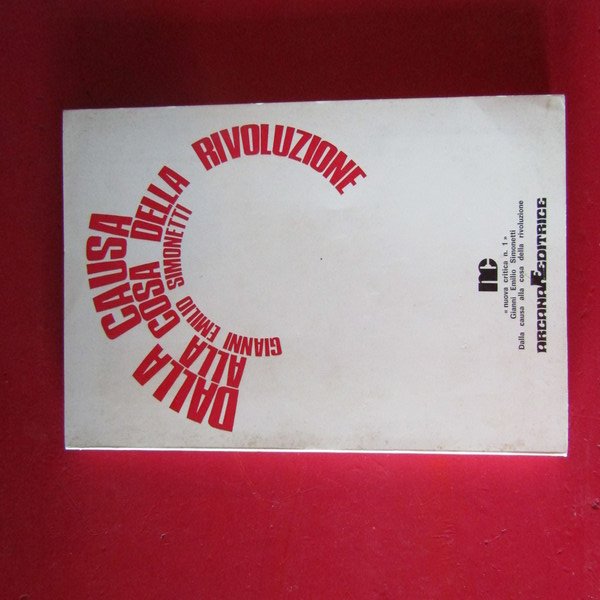 DALLA CAUSA
ALLA COSA DELLA RIVOLUZIONE
GIANNI EMILIO SIMONETTI
nc
« nuova critica n. 1 »
Gianni Emilio Simonetti
Dalla causa alla cosa della rivoluzione
ARCANA EDITRICE